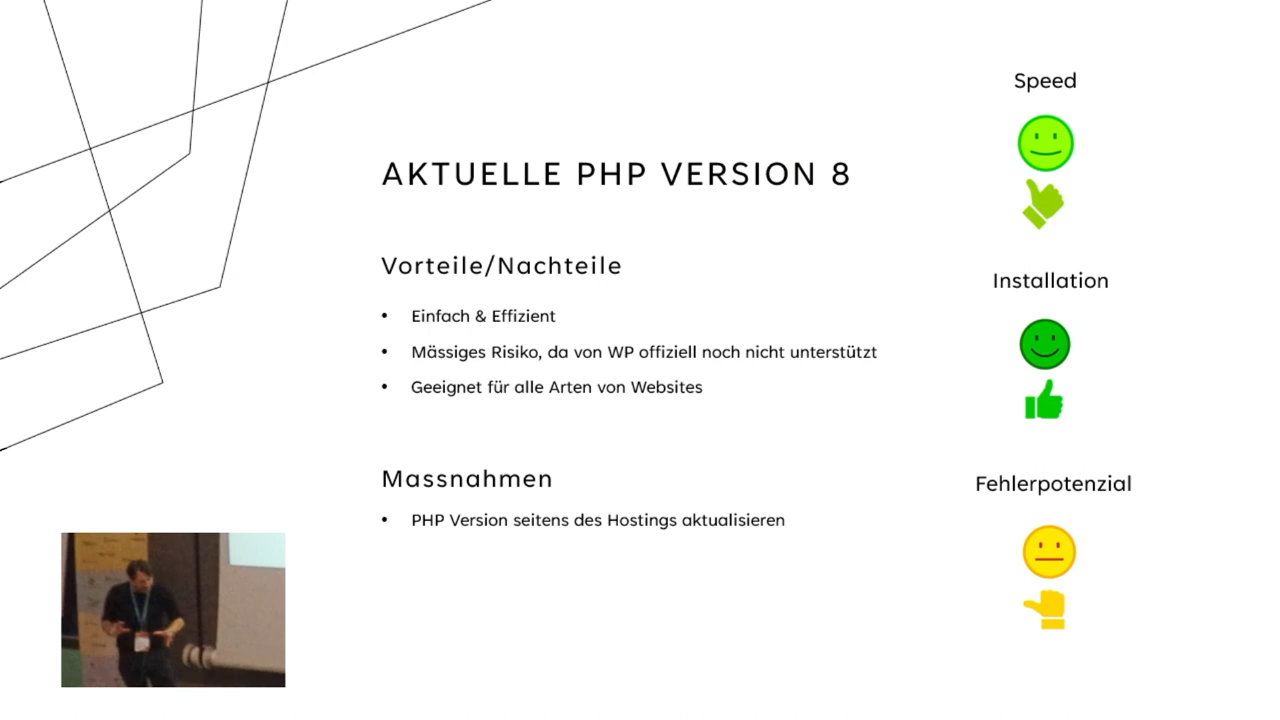 AKTUELLE PHP VERSION 8
Vorteile/Nachteile
• Einfach & Effizient
• Mässiges Risiko, da von WP offiziell noch nicht unterstützt
• Geeignet für alle Arten von Websites
Massnahmen
• PHP Version seitens des Hostings aktualisieren
Speed
Installation
Fehlerpotenzial